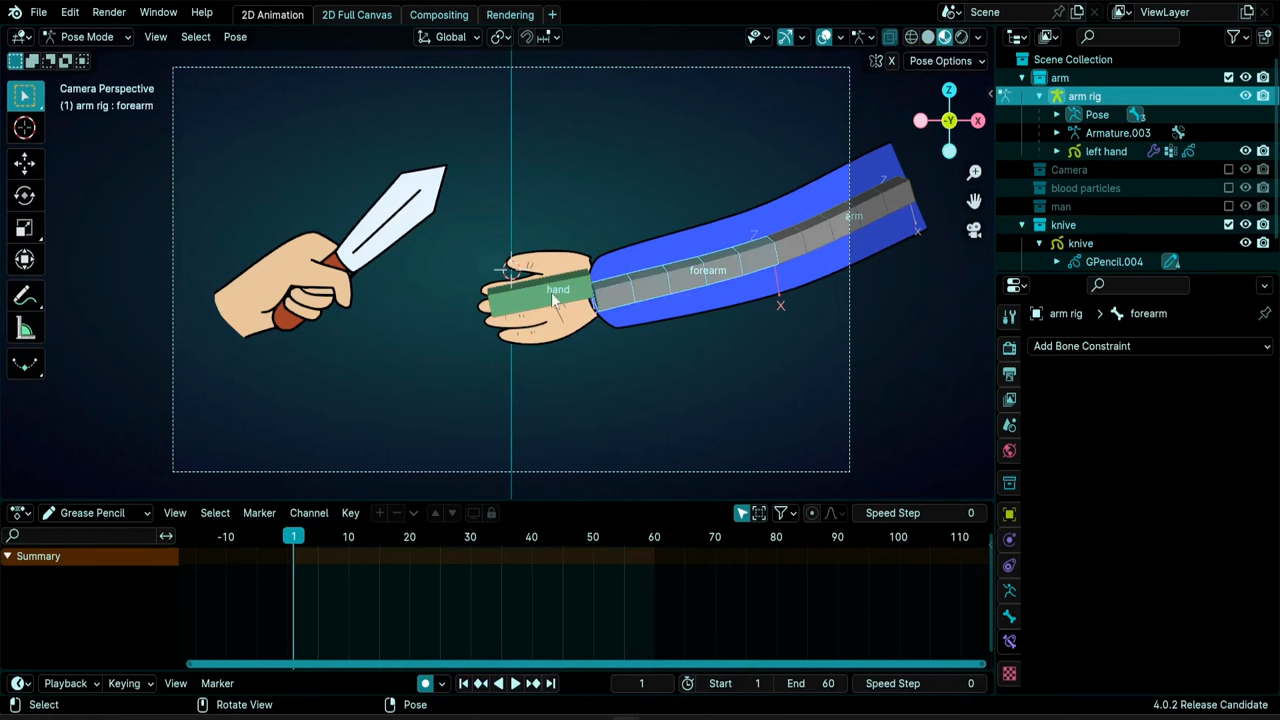 File Edit Render Window Help 2D Animation 2D Full Canvas Compositing Rendering + Scene ViewLayer
Pose Mode View Select Pose Global
X Pose Options
Camera Perspective
(1) arm rig : forearm
Z
X
-Y
Z
arm
X
Z
forearm
hand
X
Scene Collection
arm
arm rig
Pose 3
Armature.003
left hand
Camera
blood particles
man
knive
knive
GPencil.004 4
arm rig > forearm
Add Bone Constraint
Grease Pencil View Select Marker Channel Key Speed Step 0
-10 1 10 20 30 40 50 60 70 80 90 100 110
Summary
Playback Keying View Marker 1 Start 1 End 60 Speed Step 0
Select Rotate View Pose 4.0.2 Release Candidate